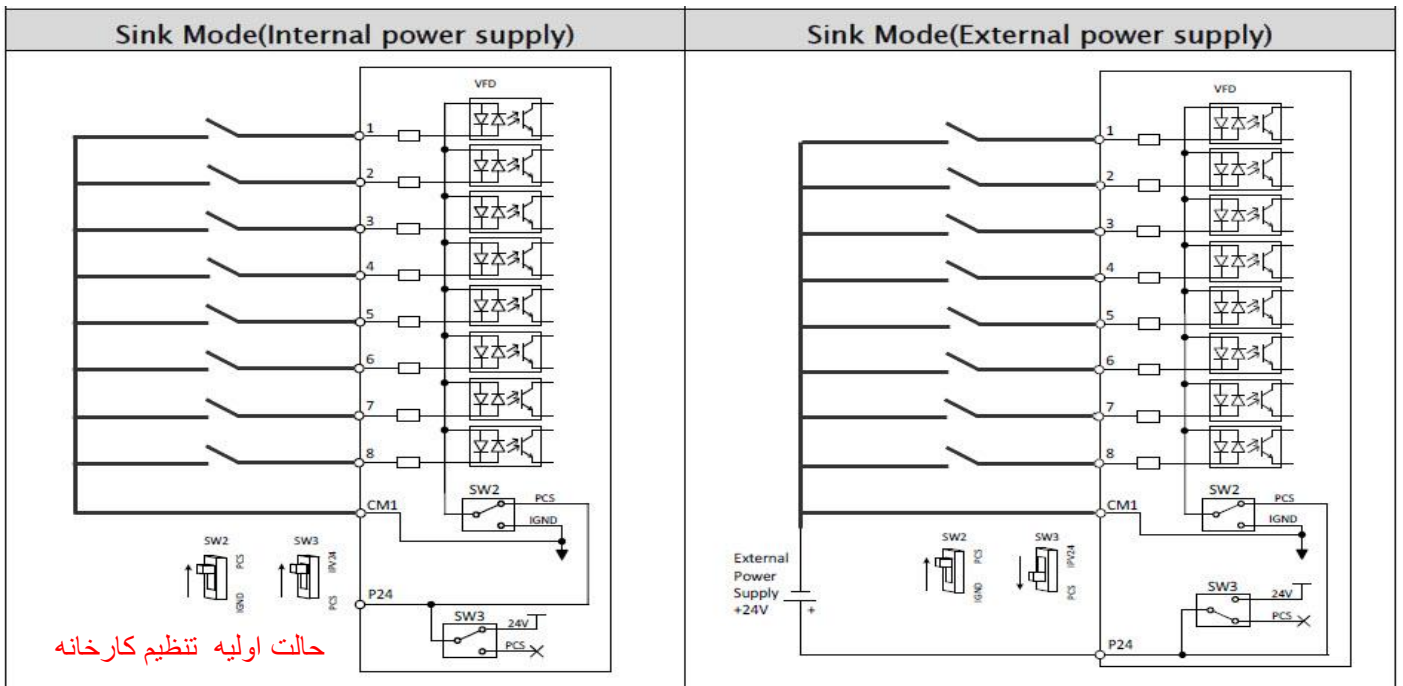 Sink Mode(Internal power supply)
VFD
1
2
3
4
5
6
7
8
SW2
PCS
IGND
CM1
SW2
PCS
IGND
SW3
IPV24
PCS
P24
SW3
24V
PCS
حالت اولیه تنظیم کارخانه
Sink Mode(External power supply)
VFD
1
2
3
4
5
6
7
8
SW2
PCS
IGND
CM1
SW2
PCS
IGND
SW3
IPV24
PCS
External
Power
Supply
+24V
+
SW3
24V
PCS
P24